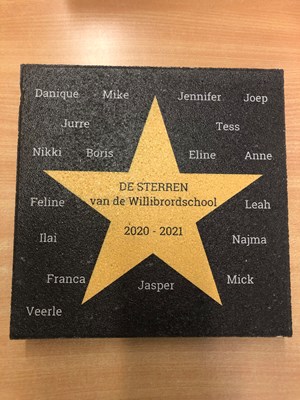 Danique Mike Jennifer Joep
Jurre Tess
Nikki Boris Eline Anne
DE STERREN
van de Willibrordschool
Feline Leah
2020 - 2021
Ilai Najma
Franca Jasper Mick
Veerle